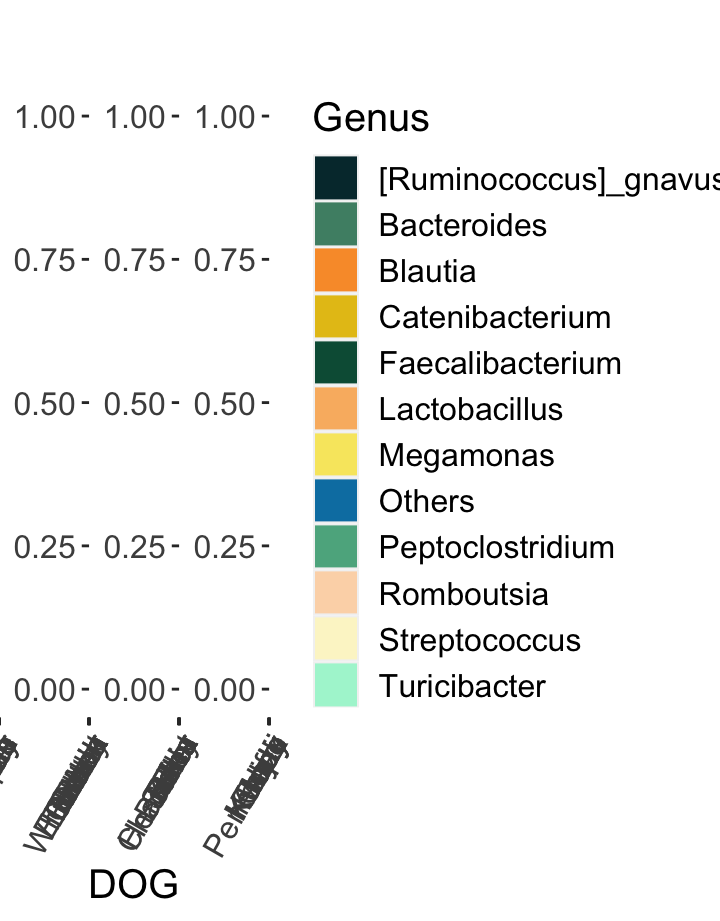 1.00 1.00 1.00
Genus
[Ruminococcus]_gnavus
Bacteroides
0.75 0.75 0.75
Blautia
Catenibacterium
Faecalibacterium
0.50 0.50 0.50
Lactobacillus
Megamonas
Others
0.25 0.25 0.25
Peptoclostridium
Romboutsia
Streptococcus
0.00 0.00 0.00
Turicibacter
DOG